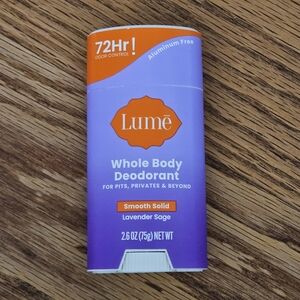 72Hr!
ODOR CONTROL
Aluminum Free
Lumē
Whole Body
Deodorant
FOR PITS, PRIVATES & BEYOND
Smooth Solid
Lavender Sage
2.6 OZ (75g) NET WT